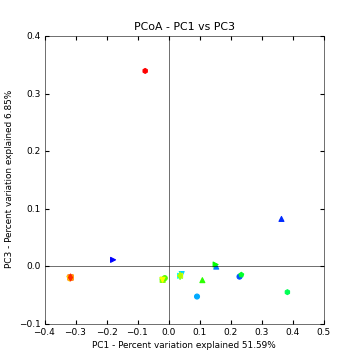 PCoA - PC1 vs PC3
0.4
0.3
0.2
0.1
0.0
−0.1
−0.4 −0.3 −0.2 −0.1 0.0 0.1 0.2 0.3 0.4 0.5
PC3 - Percent variation explained 6.85%
PC1 - Percent variation explained 51.59%